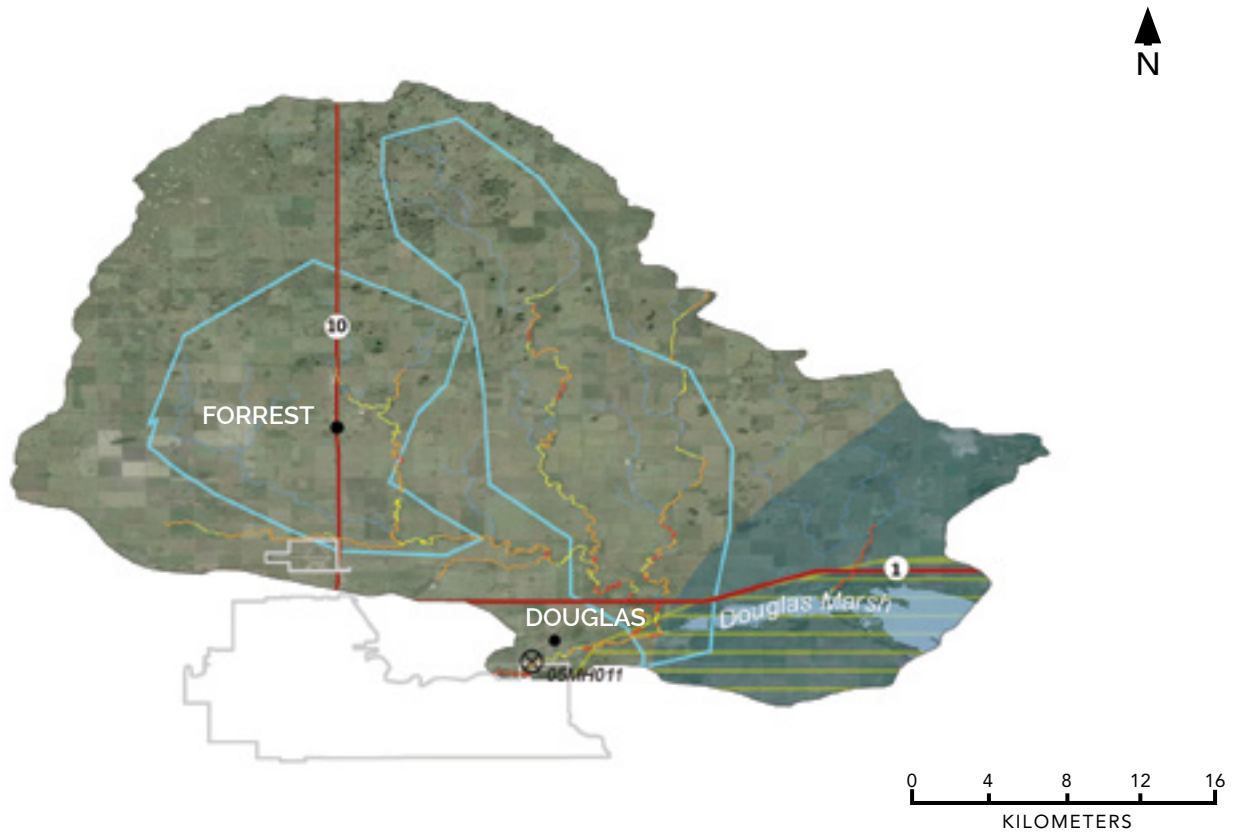 N
10
FORREST
1
Douglas Marsh
DOUGLAS
05MH011
0 4 8 12 16
KILOMETERS